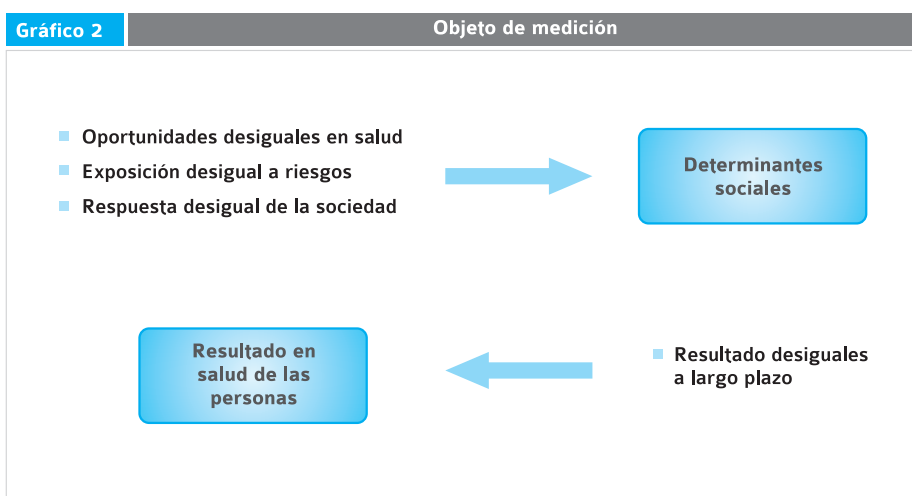 Gráfico 2
Objeto de medición
Oportunidades desiguales en salud
Exposición desigual a riesgos
Respuesta desigual de la sociedad
Determinantes
sociales
Resultado en
salud de las
personas
Resultado desiguales
a largo plazo